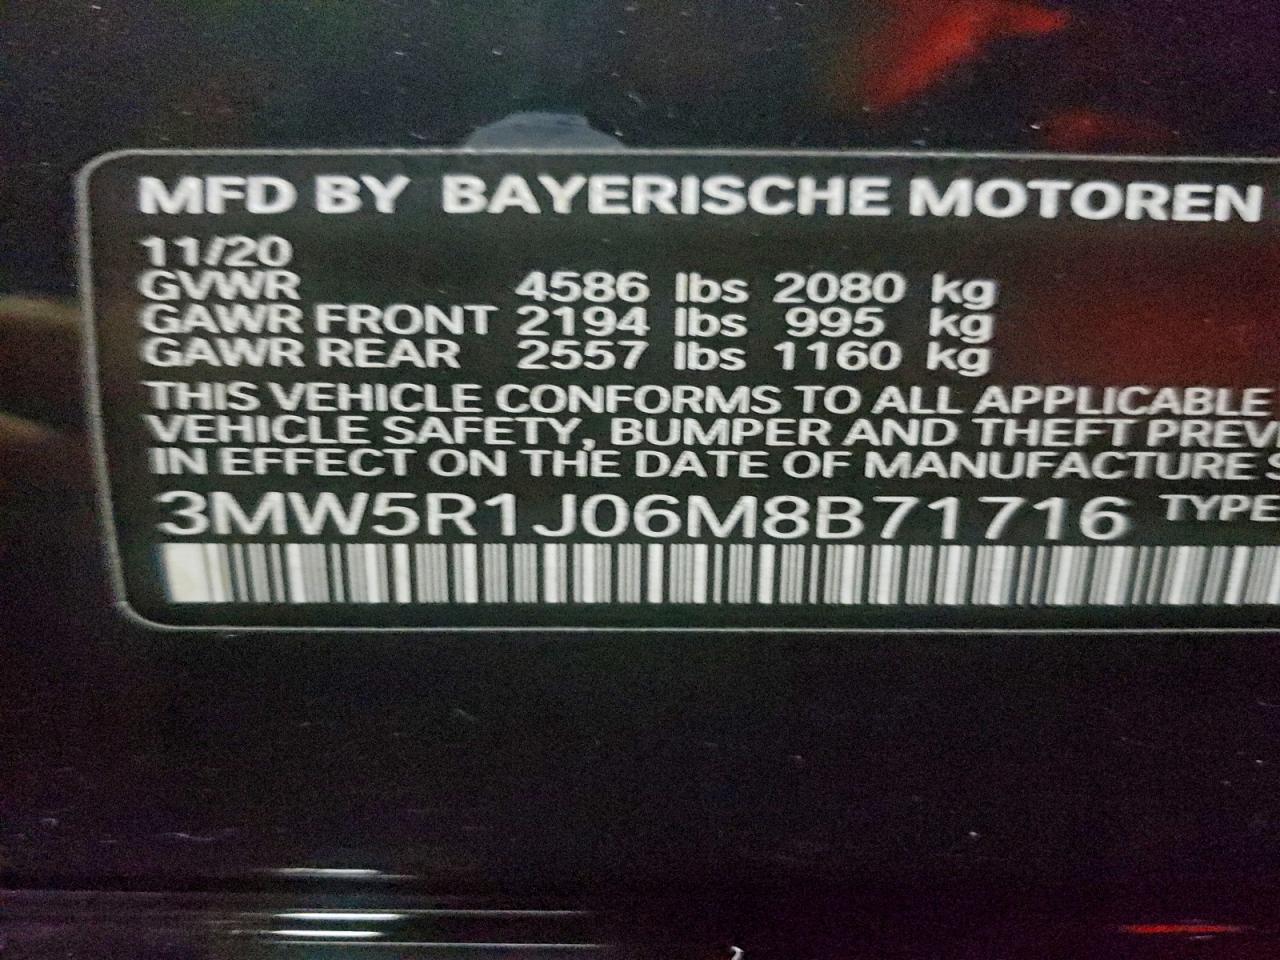 MFD BY BAYERISCHE MOTOREN
11/20
GVWR 4586 lbs 2080 kg
GAWR FRONT 2194 lbs 995 kg
GAWR REAR 2557 lbs 1160 kg
THIS VEHICLE CONFORMS TO ALL APPLICABLE
VEHICLE SAFETY, BUMPER AND THEFT PREV
IN EFFECT ON THE DATE OF MANUFACTURE S
3MW5R1J06M8B71716 TYPE